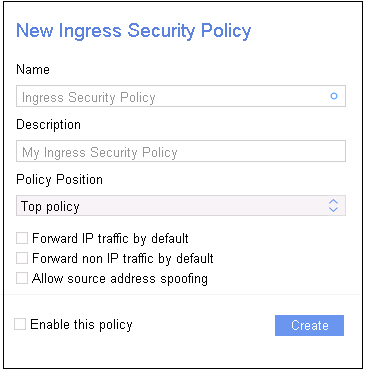 New Ingress Security Policy
Name
Ingress Security Policy
Description
My Ingress Security Policy
Policy Position
Top policy
Forward IP traffic by default
Forward non IP traffic by default
Allow source address spoofing
Enable this policy
Create